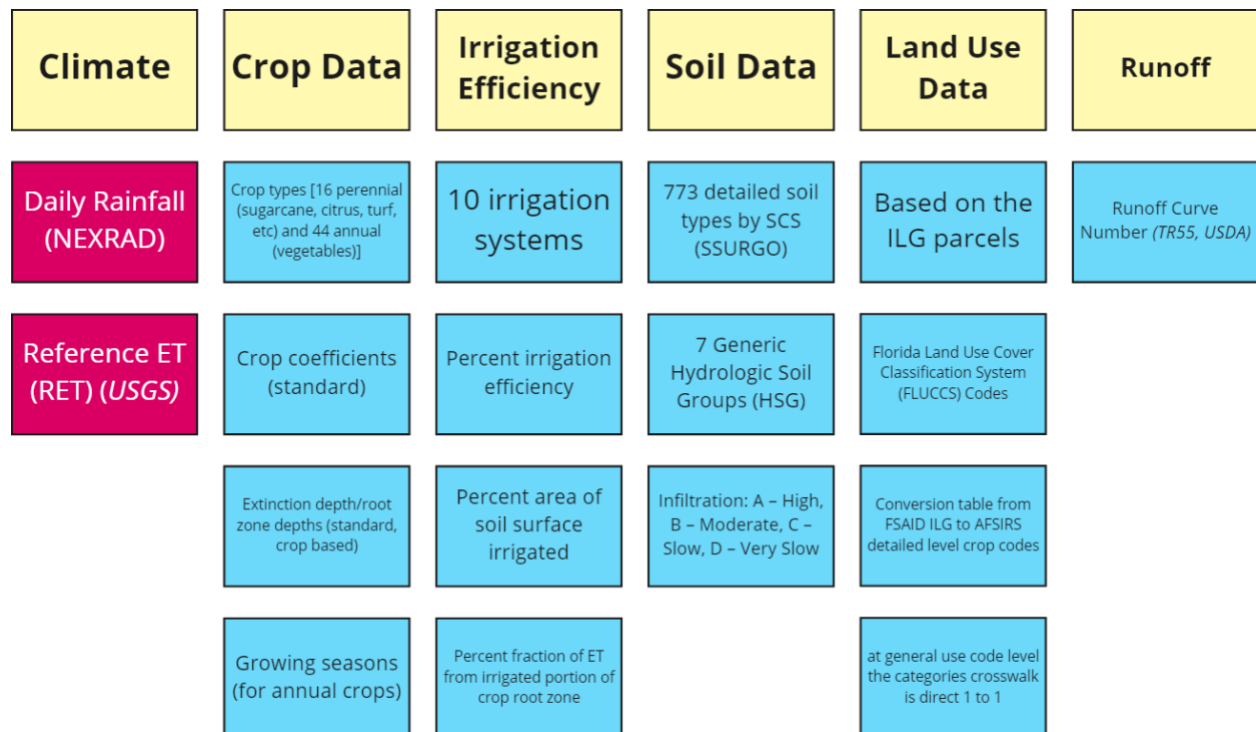 Climate
Crop Data
Irrigation
Efficiency
Soil Data
Land Use
Data
Runoff
Daily Rainfall
(NEXRAD)
Crop types [16 perennial
(sugarcane, citrus, turf,
etc) and 44 annual
(vegetables)]
10 irrigation
systems
773 detailed soil
types by SCS
(SSURGO)
Based on the
ILG parcels
Runoff Curve
Number (TR55, USDA)
Reference ET
(RET) (USGS)
Crop coefficients
(standard)
Percent irrigation
efficiency
7 Generic
Hydrologic Soil
Groups (HSG)
Florida Land Use Cover
Classification System
(FLUCCS) Codes
Extinction depth/root
zone depths (standard,
crop based)
Percent area of
soil surface
irrigated
Infiltration: A – High,
B – Moderate, C –
Slow, D – Very Slow
Conversion table from
FSAID ILG to AFSIRS
detailed level crop codes
Growing seasons
(for annual crops)
Percent fraction of ET
from irrigated portion of
crop root zone
at general use code level
the categories crosswalk
is direct 1 to 1